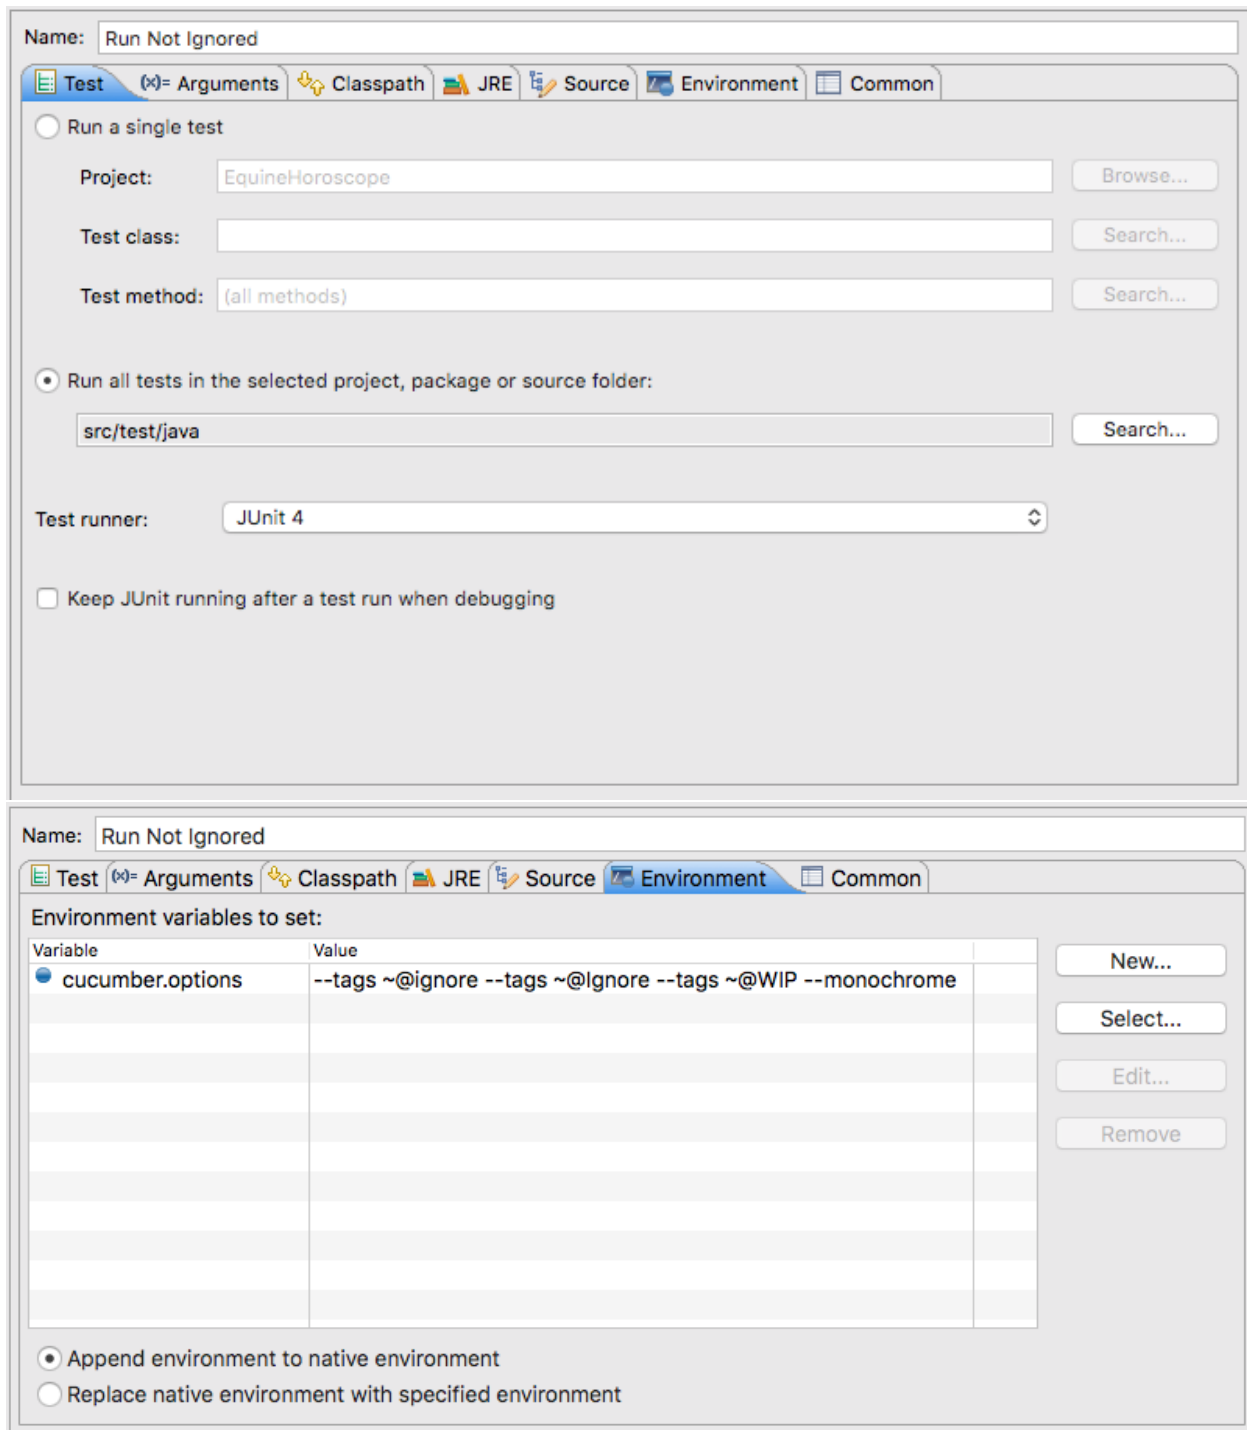 Name: Run Not Ignored
Test (x)= Arguments Classpath JRE Source Environment Common
Run a single test
Project: EquineHoroscope Browse...
Test class: Search...
Test method: (all methods) Search...
Run all tests in the selected project, package or source folder:
src/test/java Search...
Test runner: JUnit 4
Keep JUnit running after a test run when debugging
Name: Run Not Ignored
Test (x)= Arguments Classpath JRE Source Environment Common
Environment variables to set:
Variable Value
New...
cucumber.options --tags ~@ignore --tags ~@Ignore --tags ~@WIP --monochrome
Select...
Edit...
Remove
Append environment to native environment
Replace native environment with specified environment